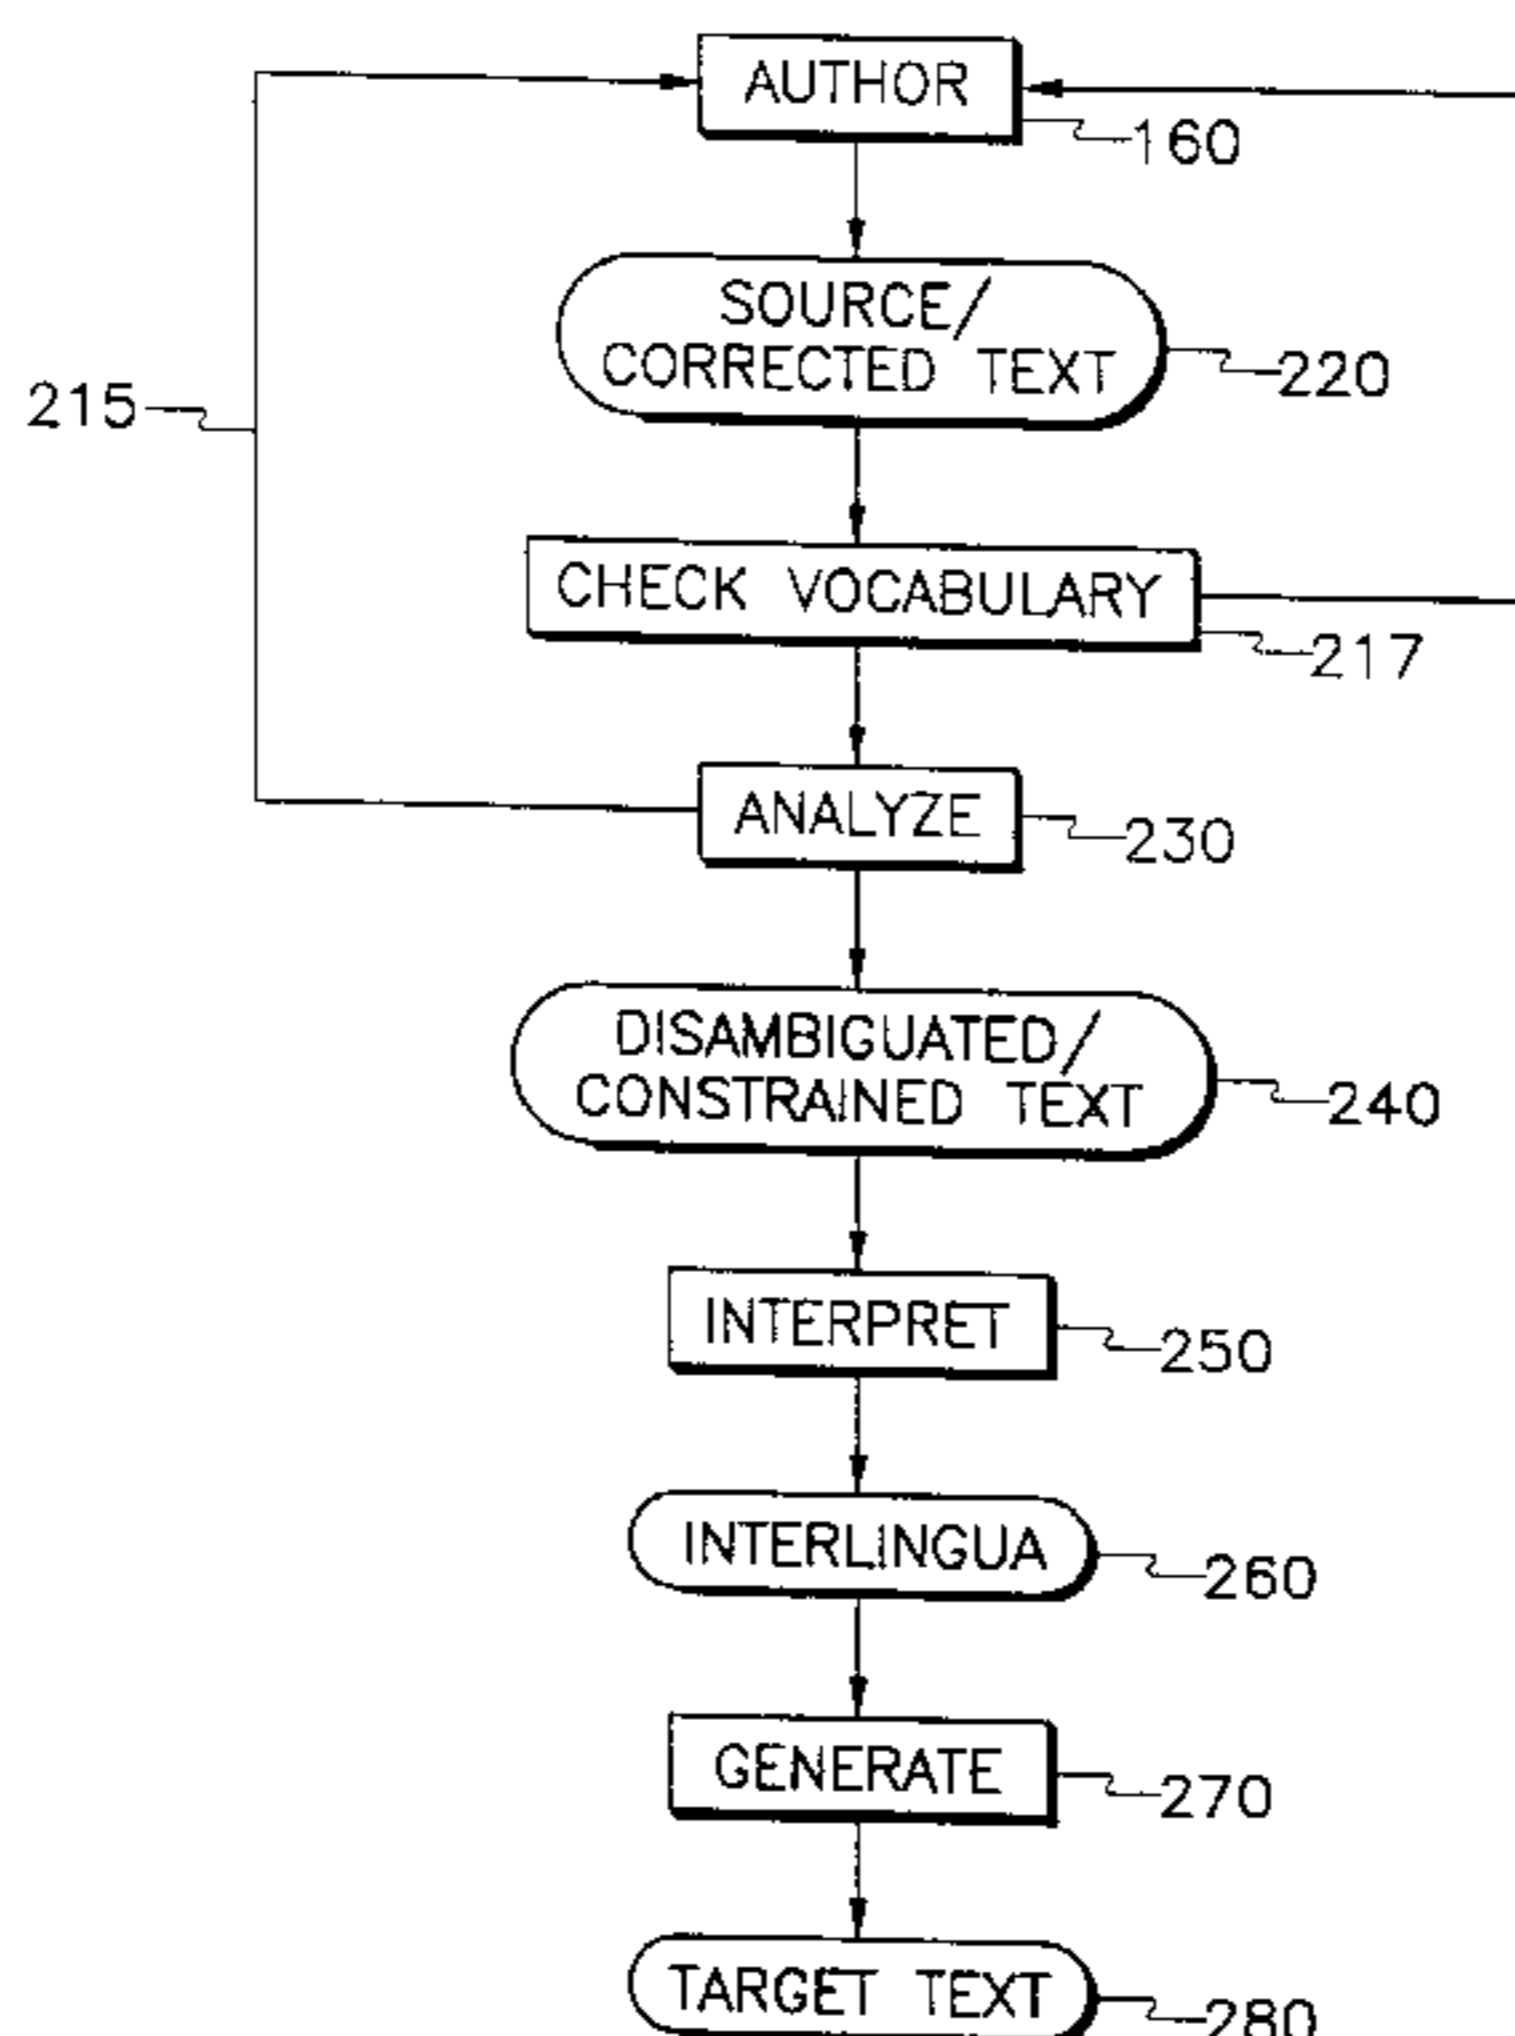 AUTHOR
160
SOURCE/
CORRECTED TEXT
220
215
CHECK VOCABULARY
217
ANALYZE
230
DISAMBIGUATED/
CONSTRAINED TEXT
240
INTERPRET
250
INTERLINGUA
260
GENERATE
270
TARGET TEXT
280